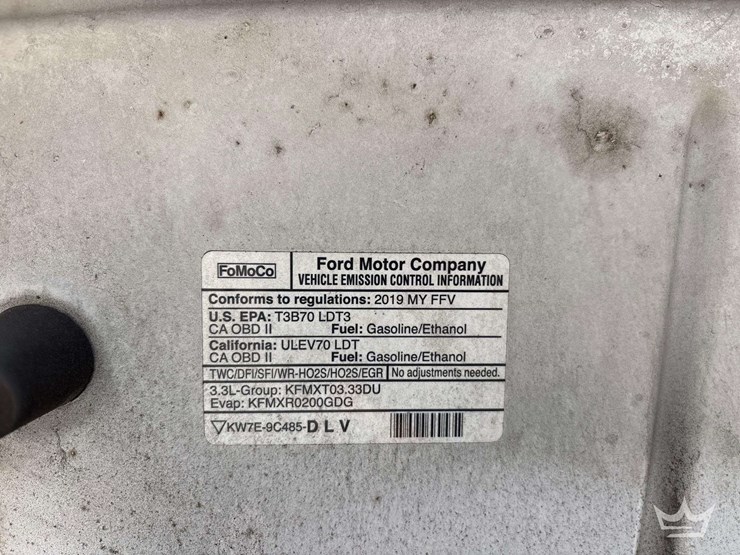 FoMoCo
Ford Motor Company
VEHICLE EMISSION CONTROL INFORMATION
Conforms to regulations: 2019 MY FFV
U.S. EPA: T3B70 LDT3
CA OBD II Fuel: Gasoline/Ethanol
California: ULEV70 LDT
CA OBD II Fuel: Gasoline/Ethanol
TWC/DFI/SFI/WR-HO2S/HO2S/EGR No adjustments needed.
3.3L-Group: KFMXT03.33DU
Evap: KFMXR0200GDG
KW7E-9C485-D L V